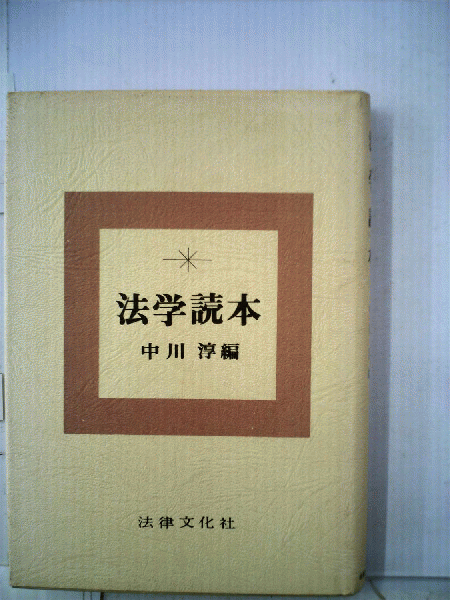 法学読本
中川 淳編
法律文化社